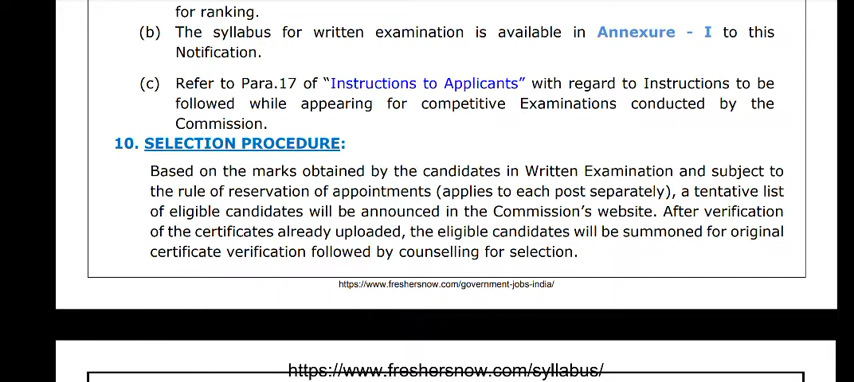 for ranking.
(b) The syllabus for written examination is available in Annexure - I to this
Notification.
(c) Refer to Para.17 of “Instructions to Applicants” with regard to Instructions to be
followed while appearing for competitive Examinations conducted by the
Commission.
10. SELECTION PROCEDURE:
Based on the marks obtained by the candidates in Written Examination and subject to
the rule of reservation of appointments (applies to each post separately), a tentative list
of eligible candidates will be announced in the Commission’s website. After verification
of the certificates already uploaded, the eligible candidates will be summoned for original
certificate verification followed by counselling for selection.
https://www.freshersnow.com/government-jobs-india/
https://www.freshersnow.com/syllabus/